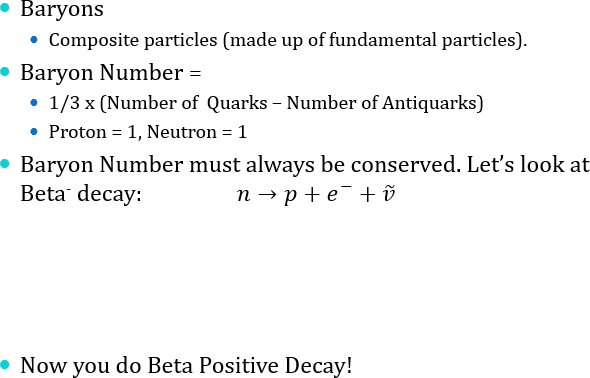 Baryons
Composite particles (made up of fundamental particles).
Baryon Number =
1/3 x (Number of Quarks – Number of Antiquarks)
Proton = 1, Neutron = 1
Baryon Number must always be conserved. Let's look at
Beta⁻ decay: n → p + e⁻ + ṽ
Now you do Beta Positive Decay!